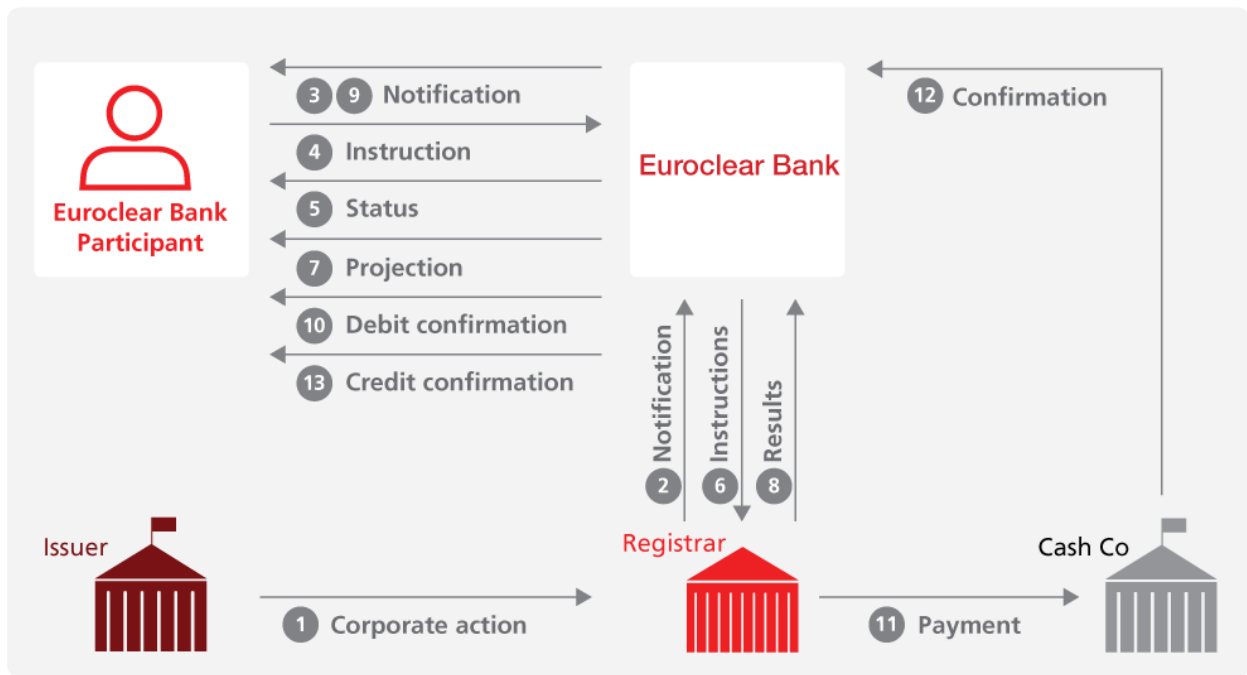 3 9 Notification
12 Confirmation
4 Instruction
Euroclear Bank
Euroclear Bank
Participant
5 Status
7 Projection
10 Debit confirmation
13 Credit confirmation
2 Notification
6 Instructions
8 Results
Issuer
Registrar
Cash Co
1 Corporate action
11 Payment